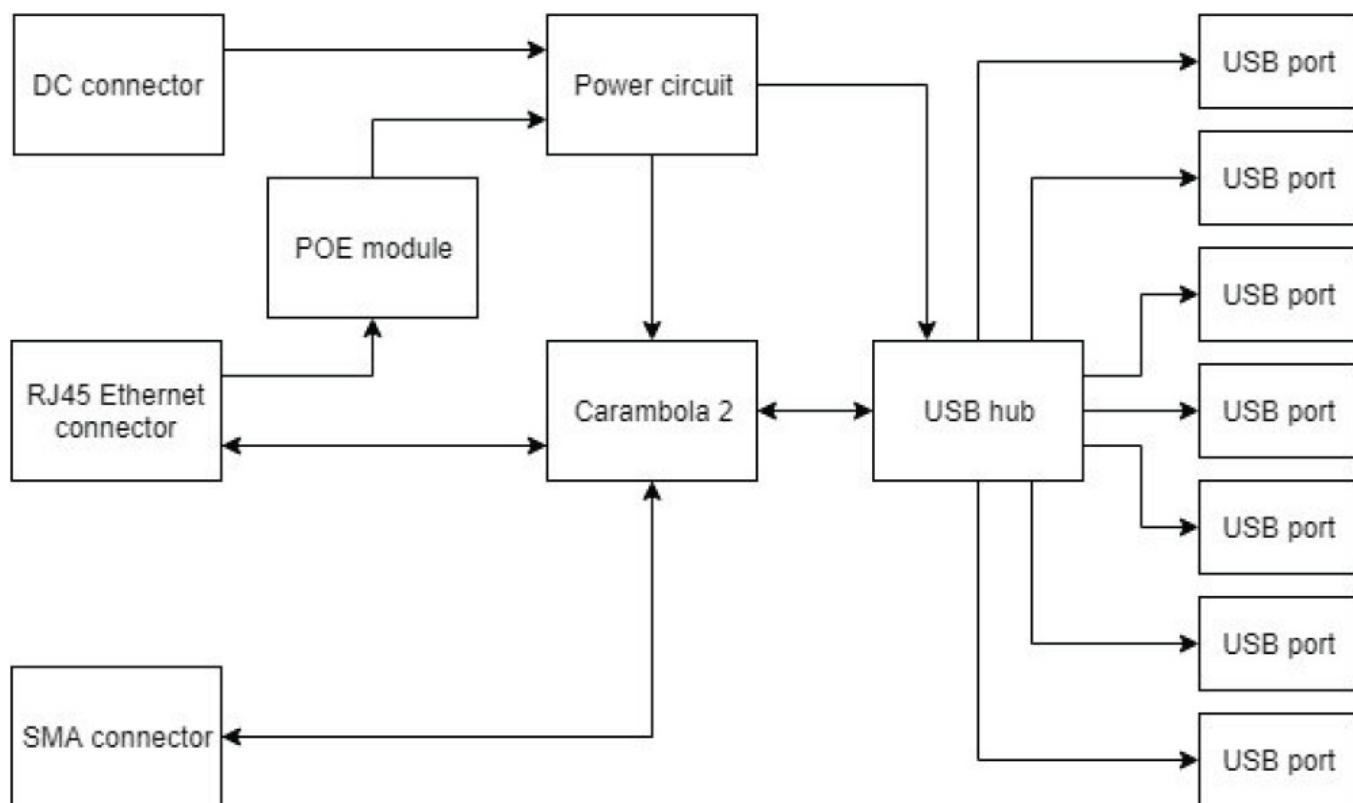 DC connector
Power circuit
USB port
USB port
POE module
USB port
RJ45 Ethernet
connector
Carambola 2
USB hub
USB port
USB port
USB port
SMA connector
USB port